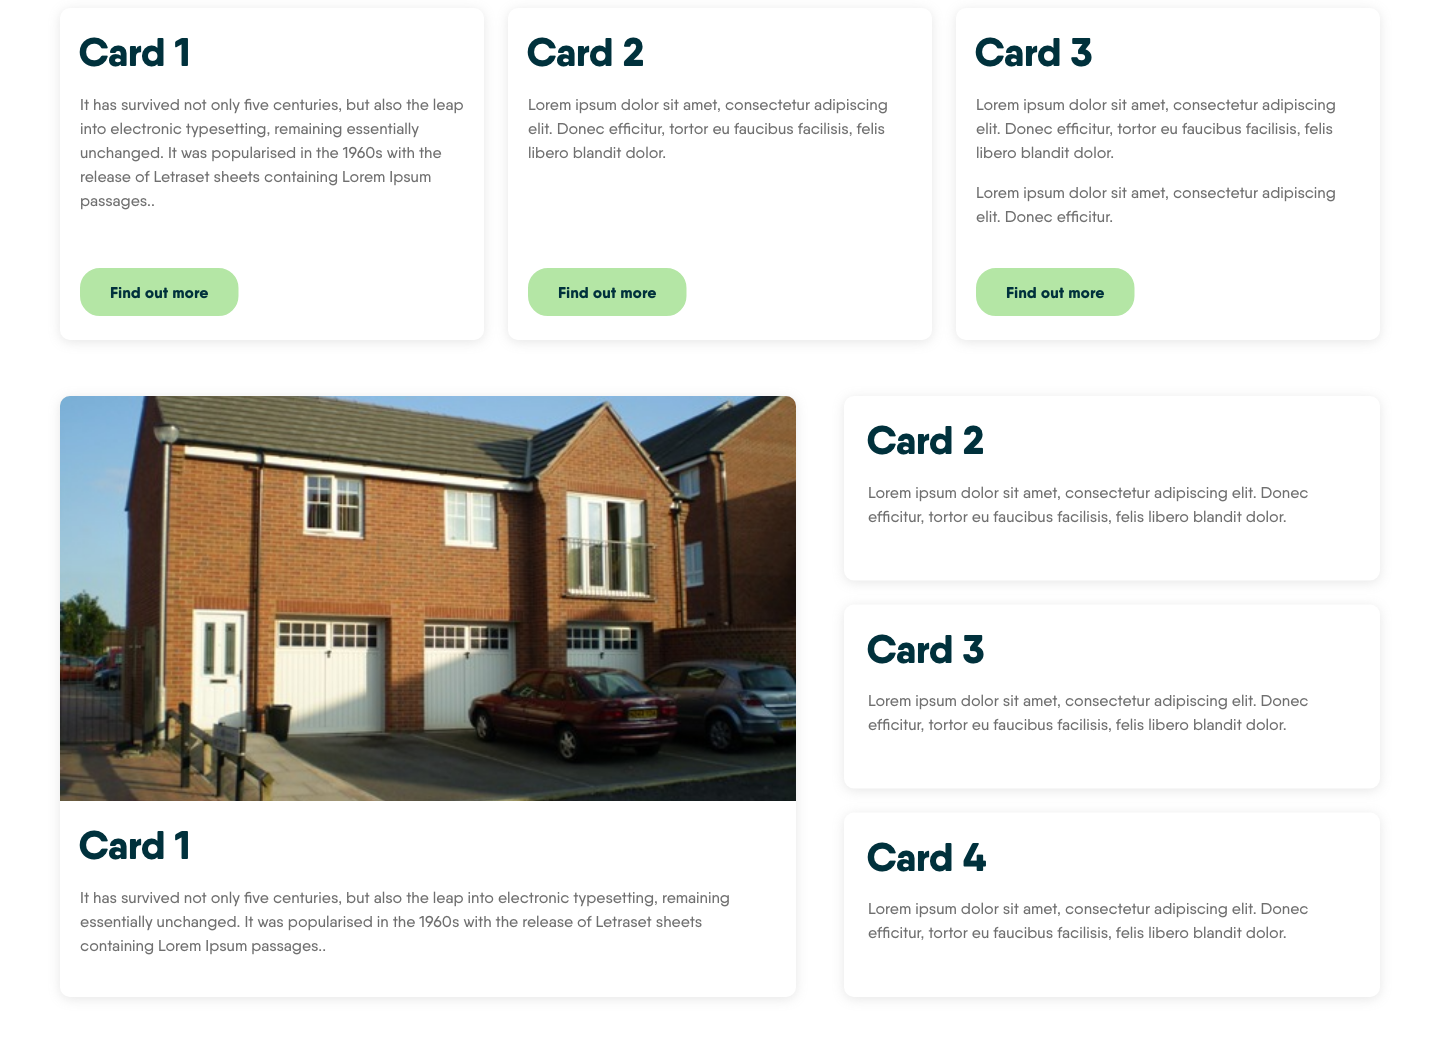 Card 1
It has survived not only five centuries, but also the leap
into electronic typesetting, remaining essentially
unchanged. It was popularised in the 1960s with the
release of Letraset sheets containing Lorem Ipsum
passages..
Find out more
Card 2
Lorem ipsum dolor sit amet, consectetur adipiscing
elit. Donec efficitur, tortor eu faucibus facilisis, felis
libero blandit dolor.
Find out more
Card 3
Lorem ipsum dolor sit amet, consectetur adipiscing
elit. Donec efficitur, tortor eu faucibus facilisis, felis
libero blandit dolor.
Lorem ipsum dolor sit amet, consectetur adipiscing
elit. Donec efficitur.
Find out more
Card 1
It has survived not only five centuries, but also the leap into electronic typesetting, remaining
essentially unchanged. It was popularised in the 1960s with the release of Letraset sheets
containing Lorem Ipsum passages..
Card 2
Lorem ipsum dolor sit amet, consectetur adipiscing elit. Donec
efficitur, tortor eu faucibus facilisis, felis libero blandit dolor.
Card 3
Lorem ipsum dolor sit amet, consectetur adipiscing elit. Donec
efficitur, tortor eu faucibus facilisis, felis libero blandit dolor.
Card 4
Lorem ipsum dolor sit amet, consectetur adipiscing elit. Donec
efficitur, tortor eu faucibus facilisis, felis libero blandit dolor.